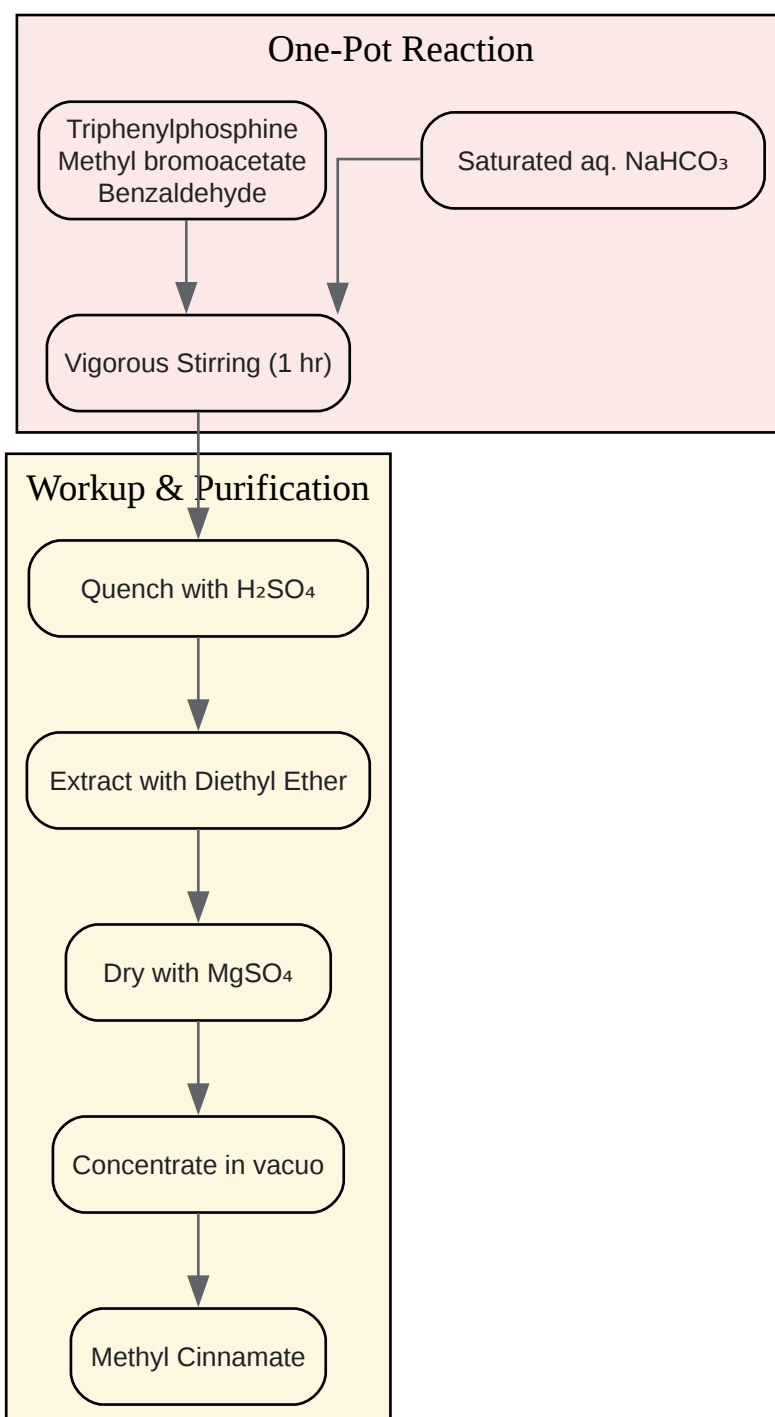 One-Pot Reaction
Triphenylphosphine
Methyl bromoacetate
Benzaldehyde
Saturated aq. NaHCO₃
Vigorous Stirring (1 hr)
Workup & Purification
Quench with H₂SO₄
Extract with Diethyl Ether
Dry with MgSO₄
Concentrate in vacuo
Methyl Cinnamate